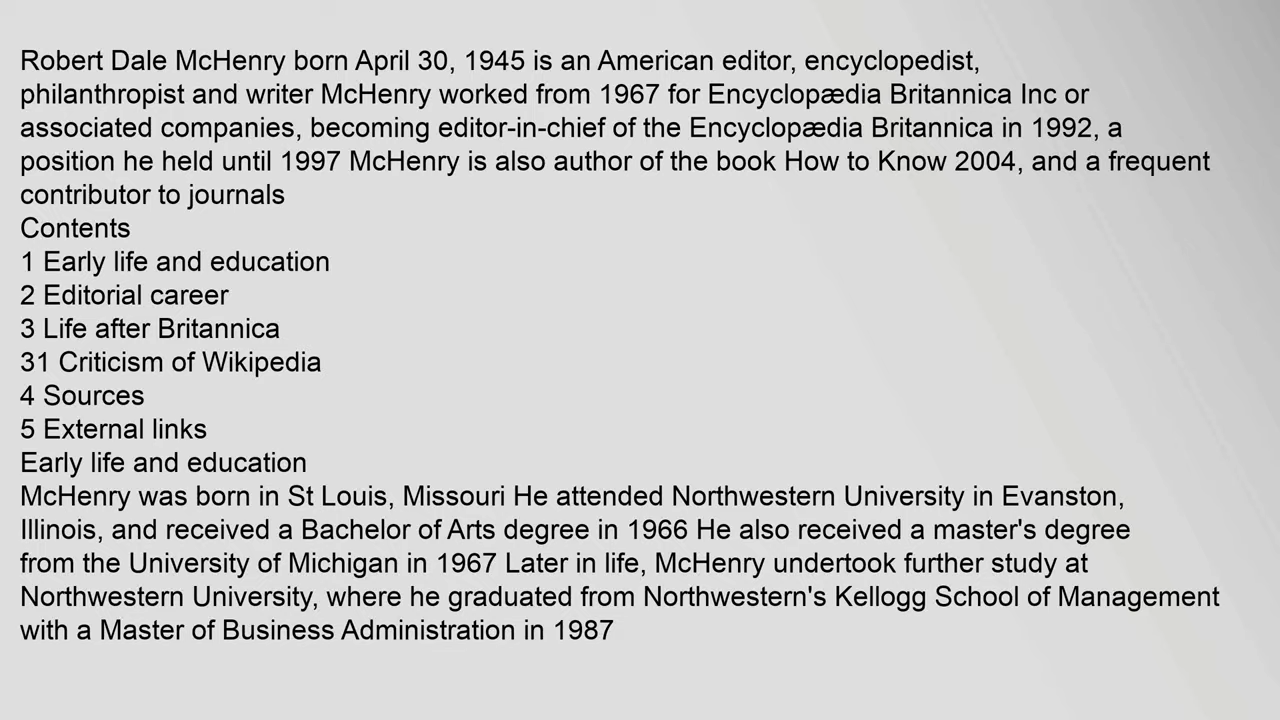 Robert Dale McHenry born April 30, 1945 is an American editor, encyclopedist,
philanthropist and writer McHenry worked from 1967 for Encyclopædia Britannica Inc or
associated companies, becoming editor-in-chief of the Encyclopædia Britannica in 1992, a
position he held until 1997 McHenry is also author of the book How to Know 2004, and a frequent
contributor to journals
Contents
1 Early life and education
2 Editorial career
3 Life after Britannica
31 Criticism of Wikipedia
4 Sources
5 External links
Early life and education
McHenry was born in St Louis, Missouri He attended Northwestern University in Evanston,
Illinois, and received a Bachelor of Arts degree in 1966 He also received a master's degree
from the University of Michigan in 1967 Later in life, McHenry undertook further study at
Northwestern University, where he graduated from Northwestern's Kellogg School of Management
with a Master of Business Administration in 1987